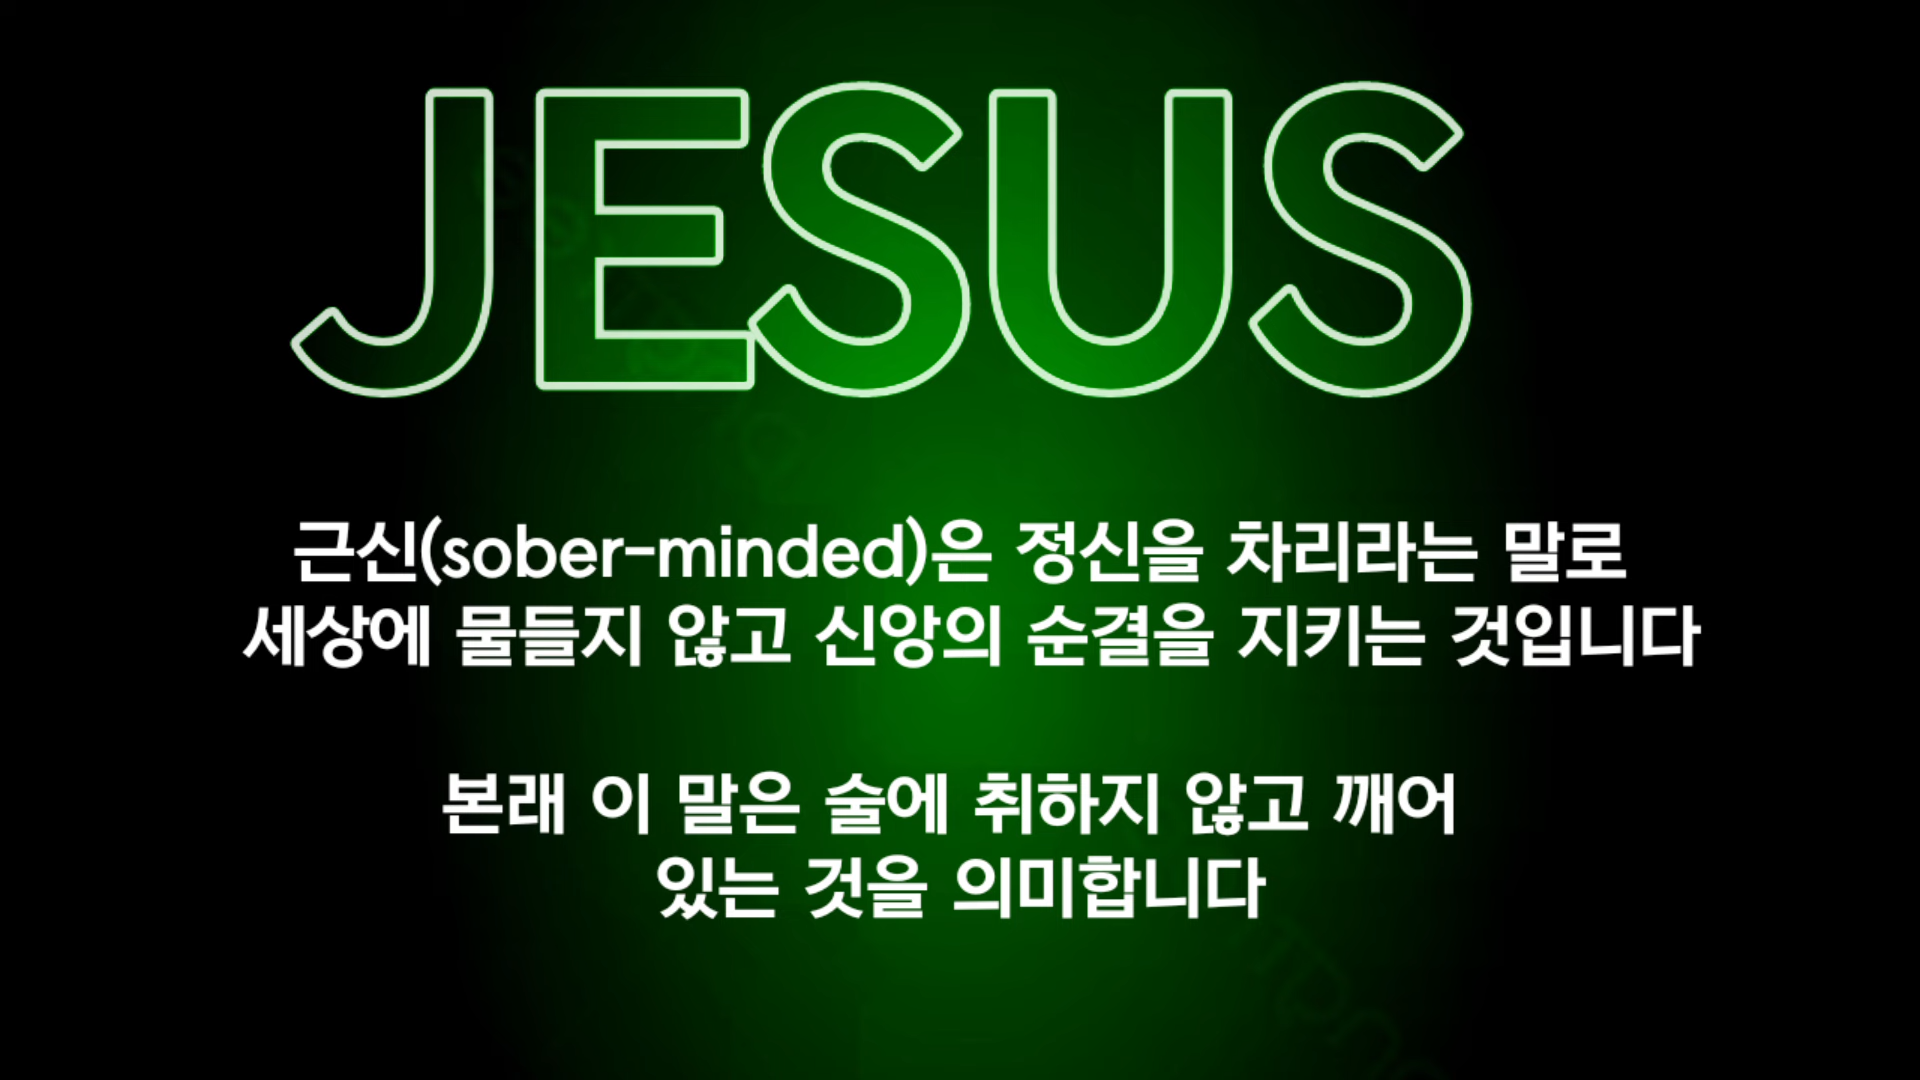 JESUS
근신(sober-minded)은 정신을 차리라는 말로
세상에 물들지 않고 신앙의 순결을 지키는 것입니다
본래 이 말은 술에 취하지 않고 깨어
있는 것을 의미합니다